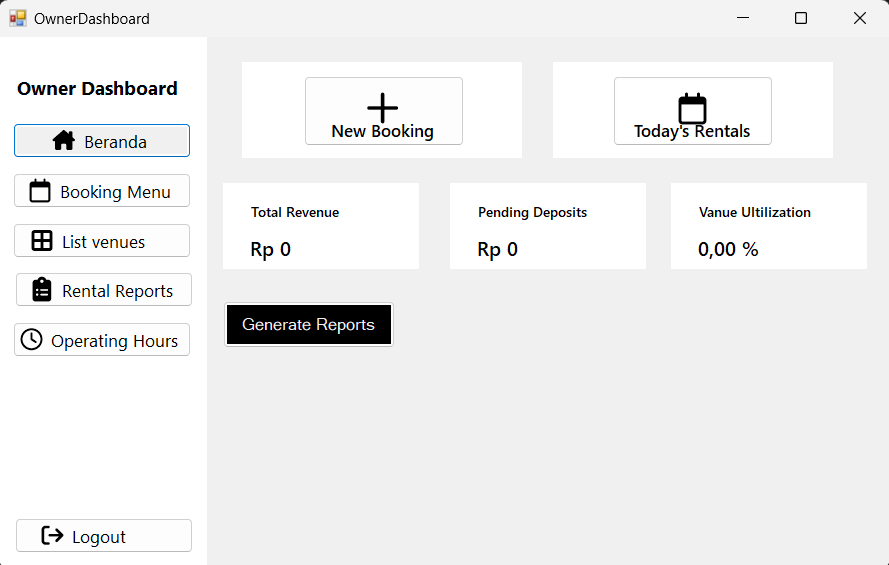 OwnerDashboard
Owner Dashboard
Beranda
Booking Menu
List venues
Rental Reports
Operating Hours
Logout
New Booking
Today's Rentals
Total Revenue
Rp 0
Pending Deposits
Rp 0
Vanue Ultilization
0,00 %
Generate Reports